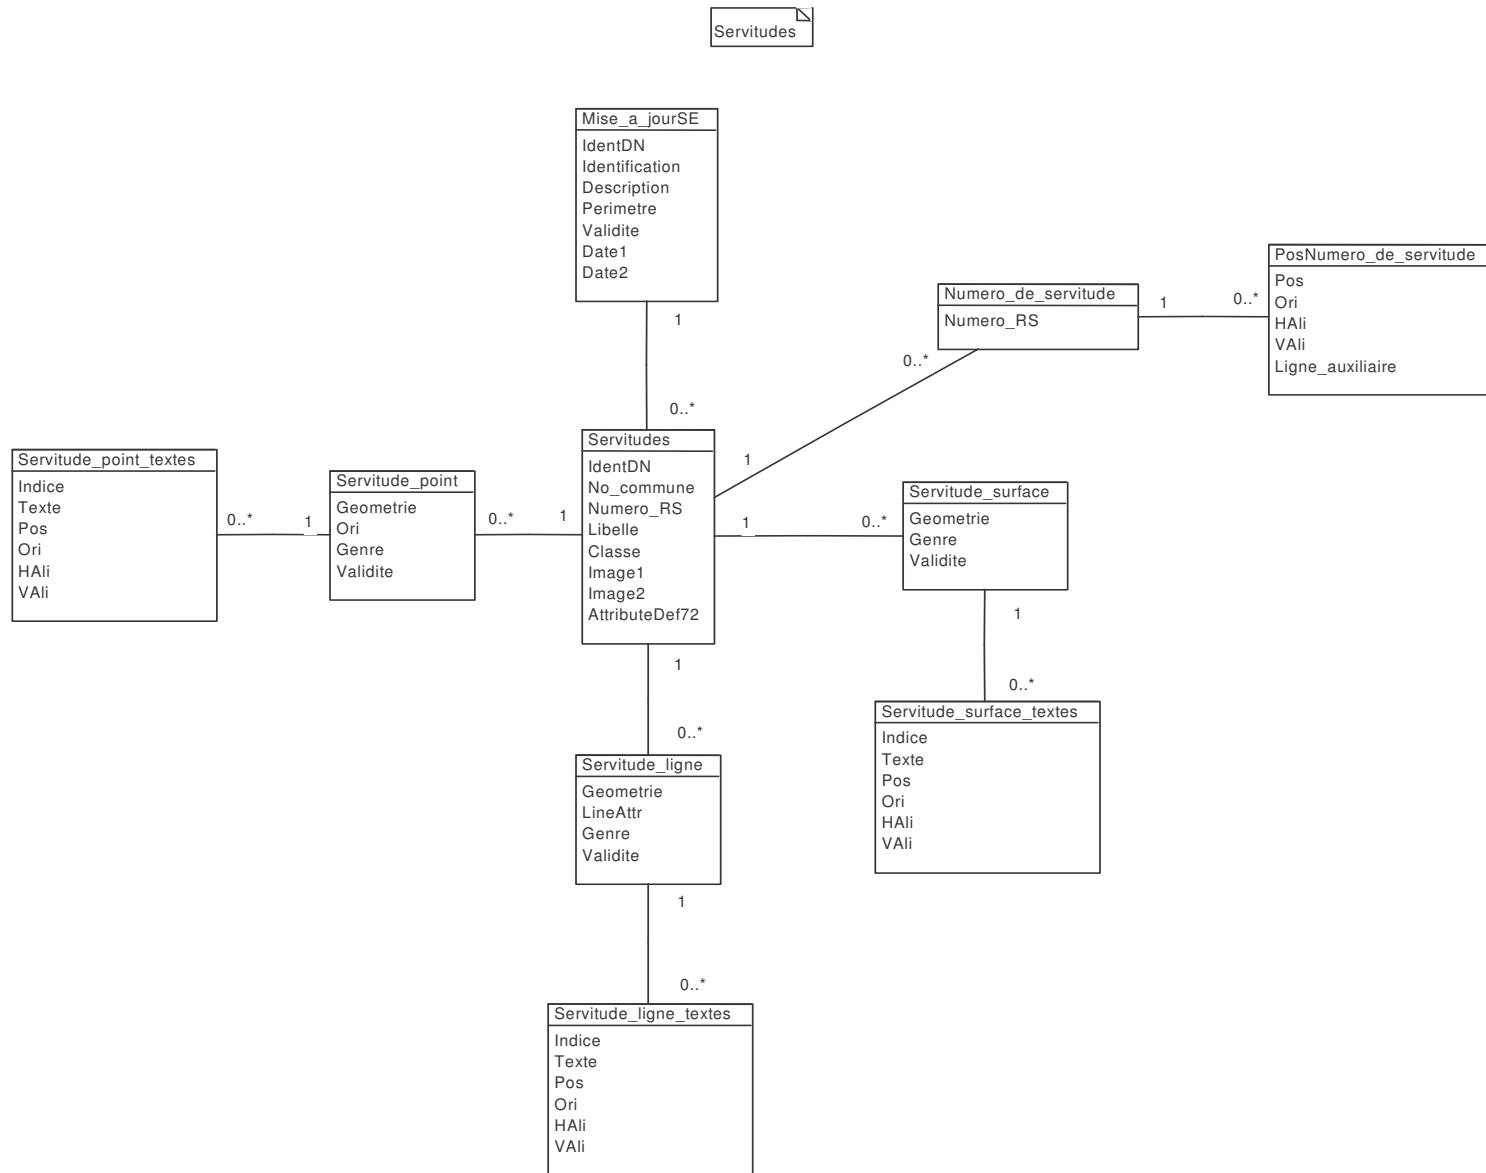 Servitudes
Mise_a_jourSE
IdentDN
Identification
Description
Perimetre
Validite
Date1
Date2
1
0..*
PosNumero_de_servitude
Pos
Ori
HAli
VAli
Ligne_auxiliaire
Numero_de_servitude
Numero_RS
1
0..*
0..*
1
Servitudes
IdentDN
No_commune
Numero_RS
Libelle
Classe
Image1
Image2
AttributeDef72
Servitude_point_textes
Indice
Texte
Pos
Ori
HAli
VAli
0..*
1
Servitude_point
Geometrie
Ori
Genre
Validite
0..*
1
1
0..*
Servitude_surface
Geometrie
Genre
Validite
1
0..*
Servitude_surface_textes
Indice
Texte
Pos
Ori
HAli
VAli
1
0..*
Servitude_ligne
Geometrie
LineAttr
Genre
Validite
1
0..*
Servitude_ligne_textes
Indice
Texte
Pos
Ori
HAli
VAli